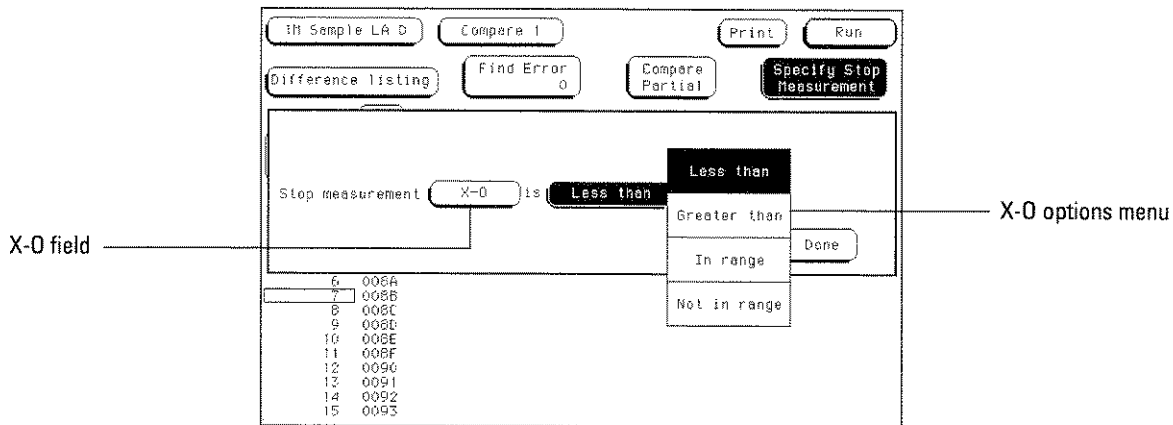 1M Sample LA D
Compare 1
Print
Run
Difference listing
Find Error
0
Compare
Partial
Specify Stop
Measurement
Stop measurement X-O is Less than
Less than
Greater than
In range
Not in range
Done
X-O field
X-O options menu
6 008A
7 008B
8 008C
9 008D
10 008E
11 008F
12 0090
13 0091
14 0092
15 0093